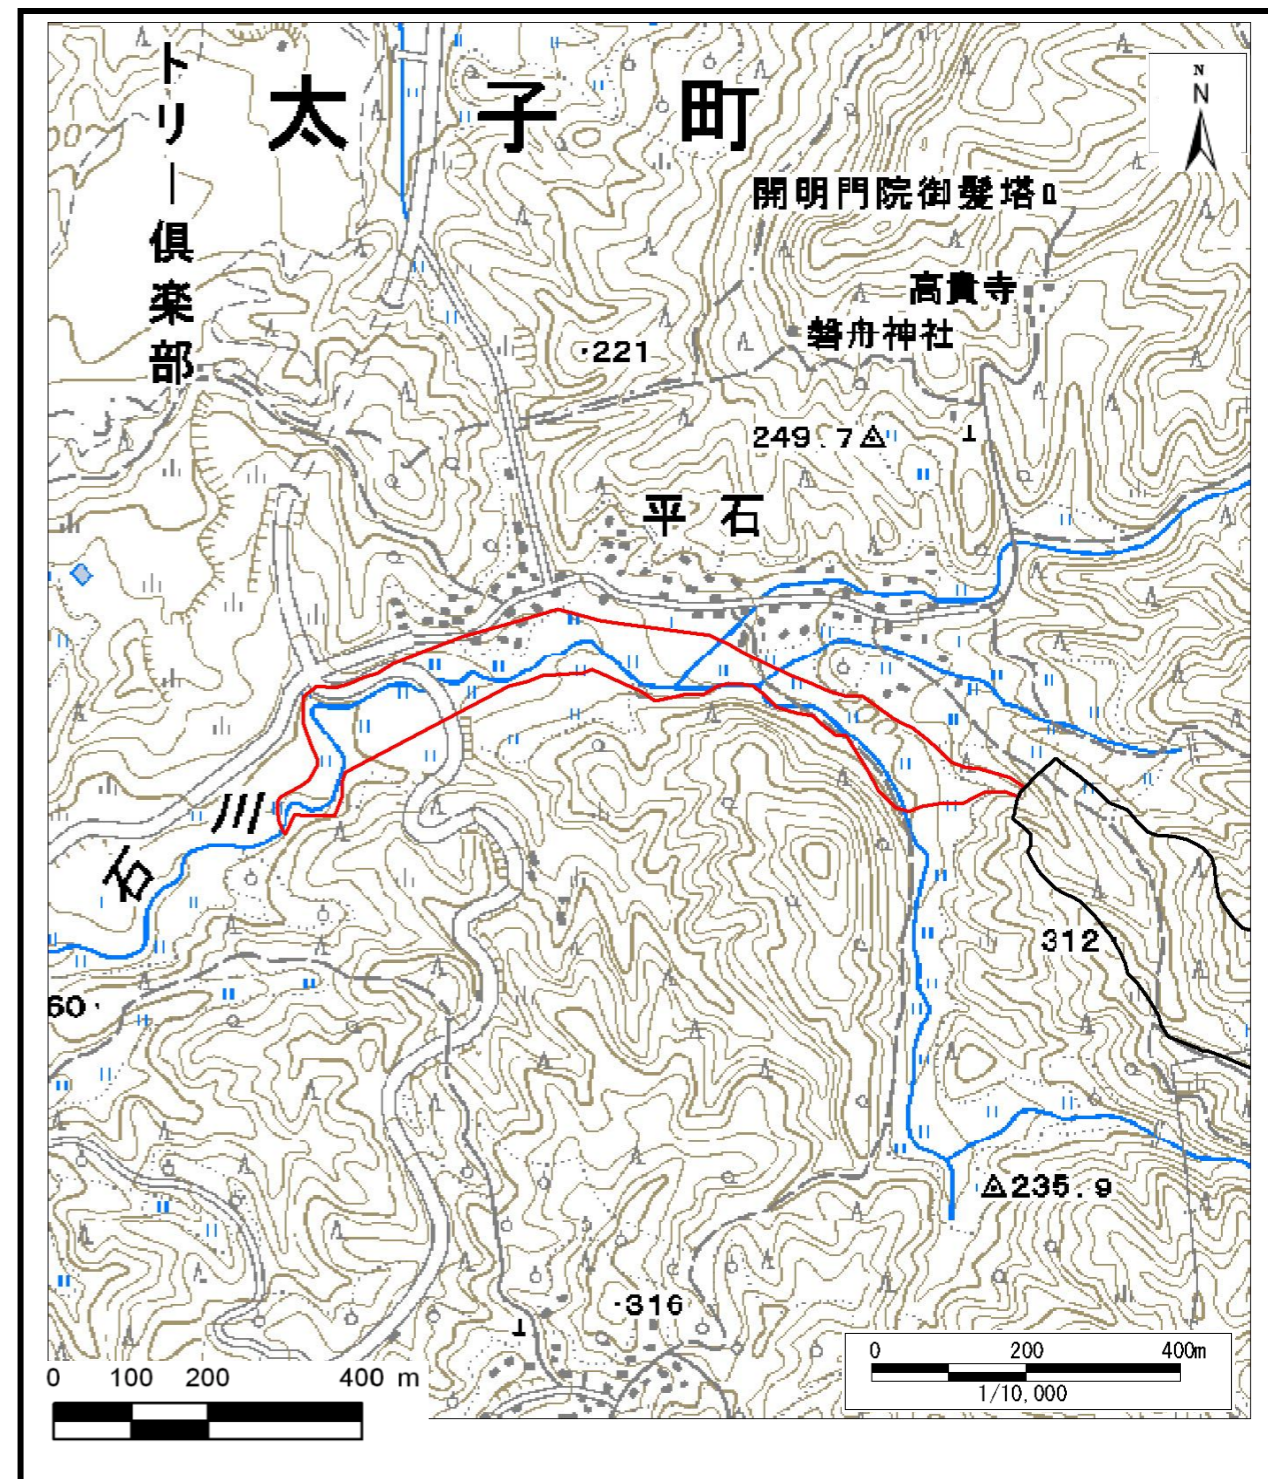 太子町
トリー倶楽部
N
N
開明門院御髪塔
高貴寺
磐舟神社
·221
249.7
平石
石川
312
60·
235.9
·316
0 200 400m
1/10,000
0 100 200 400 m